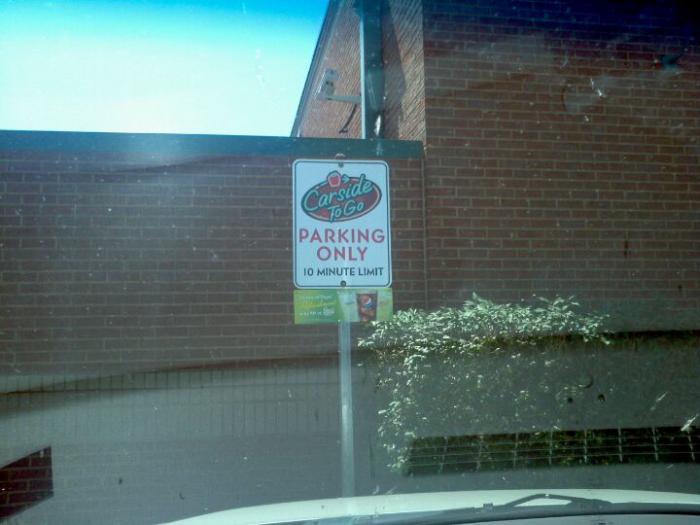 Carside
To Go
PARKING
ONLY
10 MINUTE LIMIT